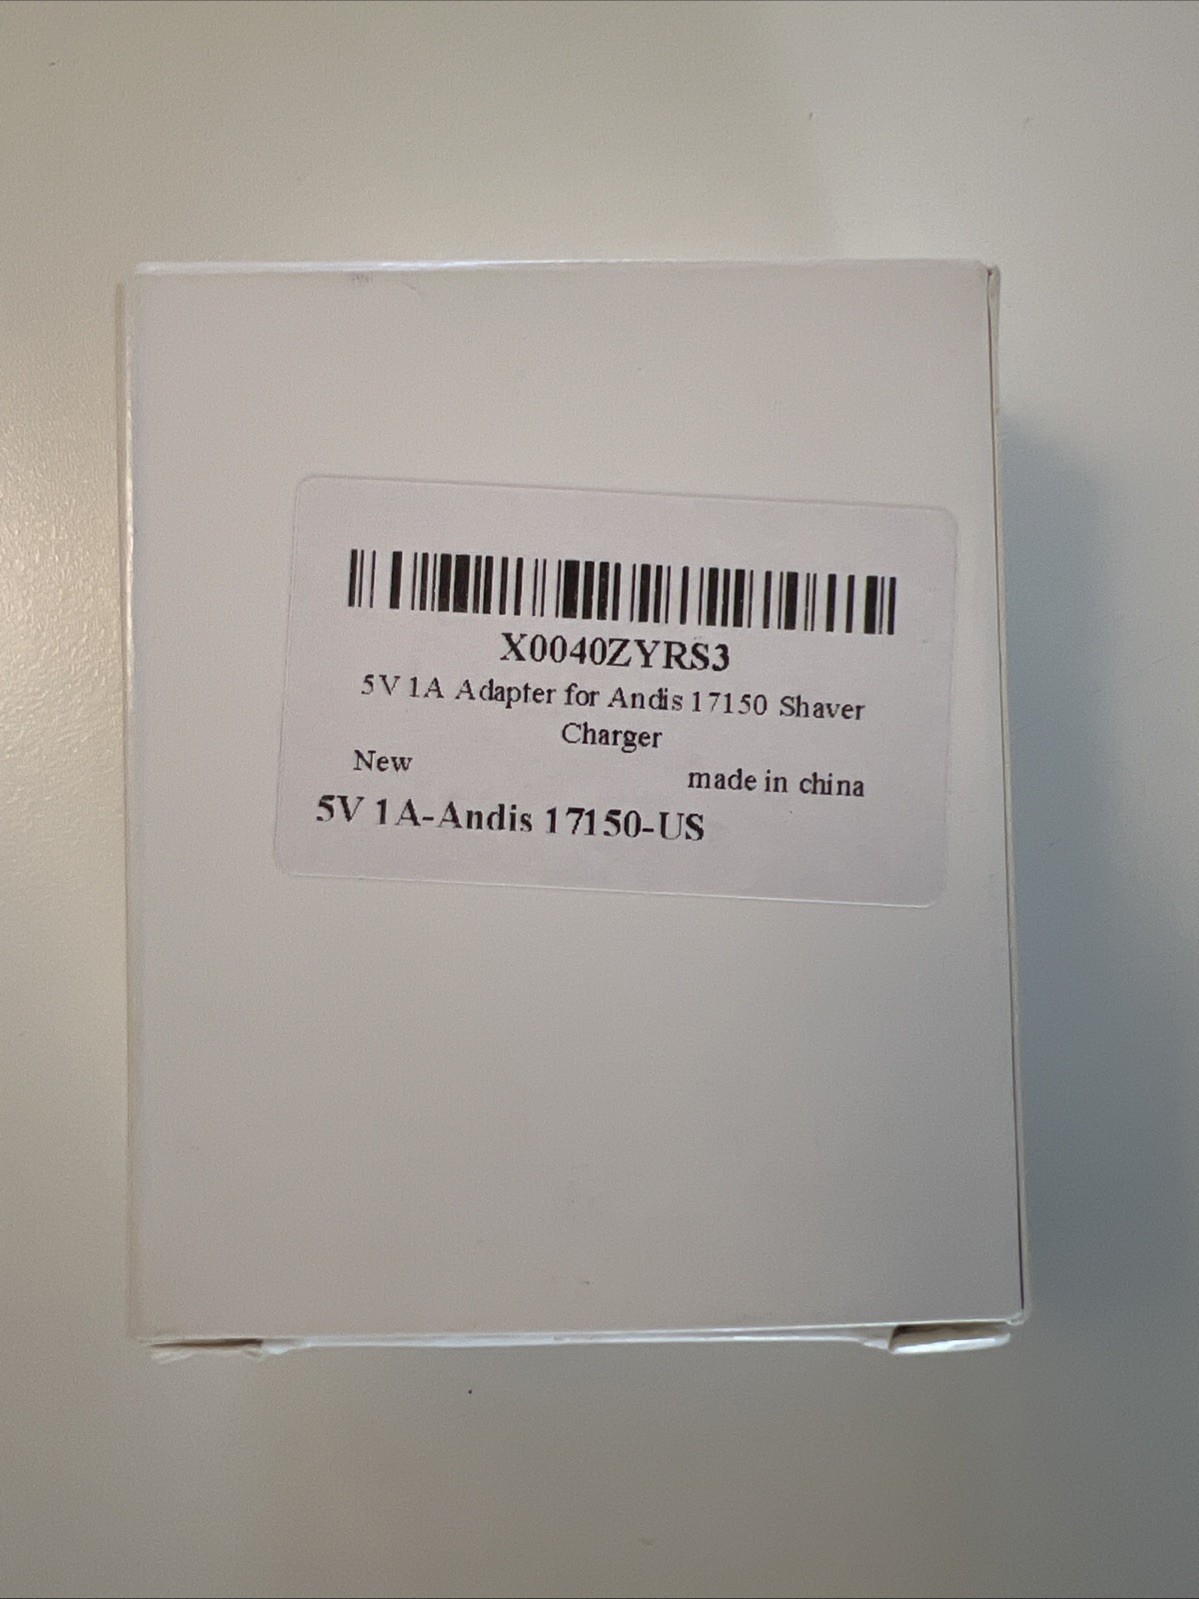 X0040ZYRS3
5V 1A Adapter for Andis 17150 Shaver
Charger
New
made in china
5V 1A-Andis 17150-US